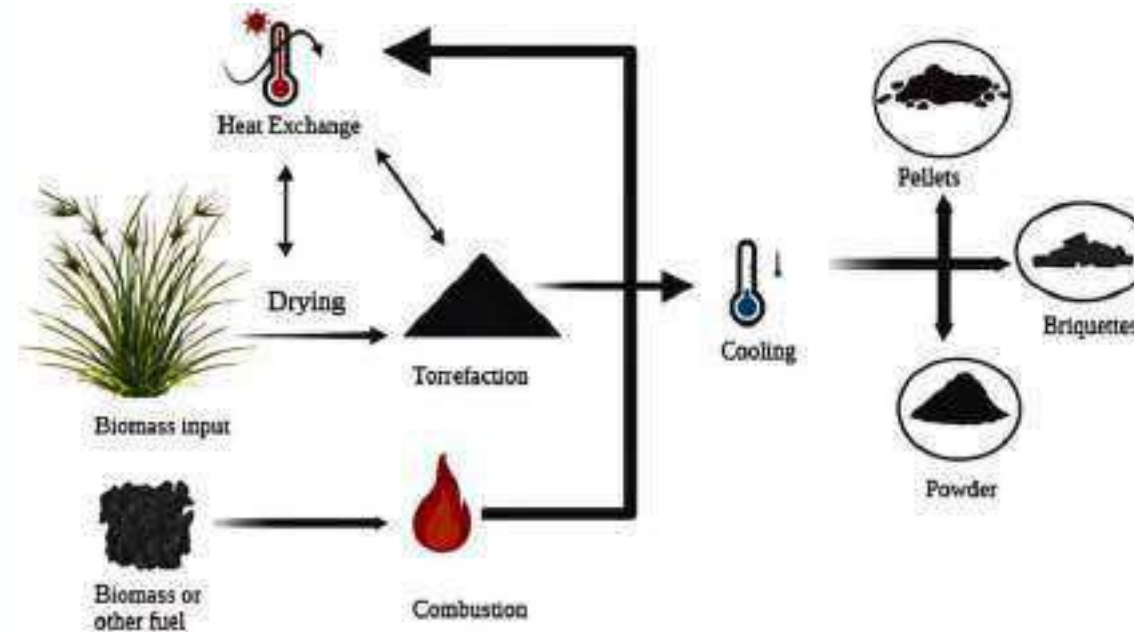 Heat Exchange
Pellets
Drying
Briquettes
Cooling
Torrefaction
Biomass input
Powder
Biomass or
other fuel
Combustion